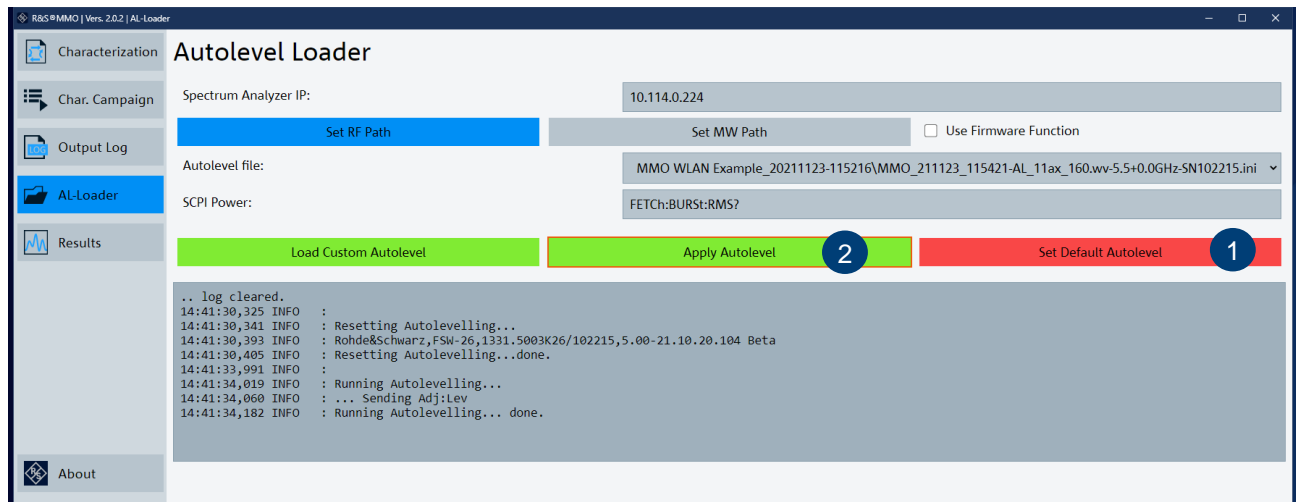 R&S®MMO | Vers. 2.0.2 | AL-Loader
Characterization
Char. Campaign
LOG
Output Log
AL-Loader
Results
R&S
About
Autolevel Loader
Spectrum Analyzer IP:
10.114.0.224
Set RF Path
Set MW Path
Use Firmware Function
Autolevel file:
MMO WLAN Example_20211123-115216\MMO_211123_115421-AL_11ax_160.wv-5.5+0.0GHz-SN102215.ini
SCPI Power:
FETCh:BURSt:RMS?
Load Custom Autolevel
Apply Autolevel
2
Set Default Autolevel
1
.. log cleared.
14:41:30,325 INFO :
14:41:30,341 INFO : Resetting Autolevelling...
14:41:30,393 INFO : Rohde&Schwarz,FSW-26,1331.5003K26/102215,5.00-21.10.20.104 Beta
14:41:30,405 INFO : Resetting Autolevelling...done.
14:41:33,991 INFO :
14:41:34,019 INFO : Running Autolevelling...
14:41:34,060 INFO : ... Sending Adj:Lev
14:41:34,182 INFO : Running Autolevelling... done.